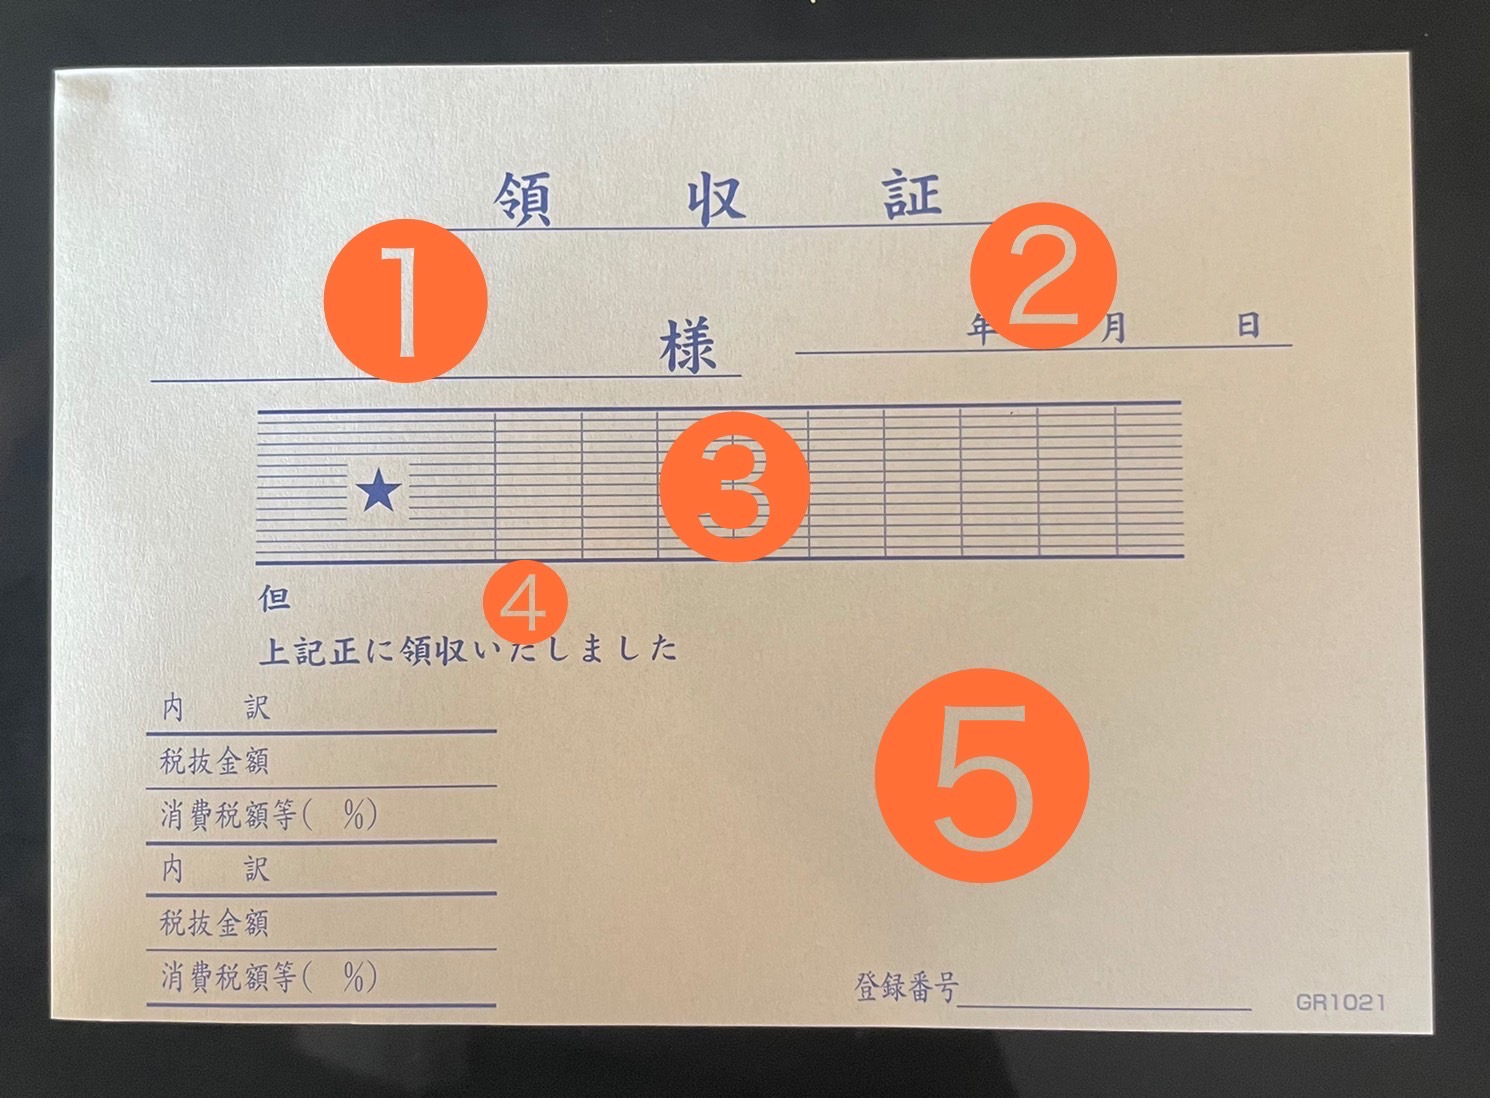 領収証
1
2
様
年 月 日
3
★
但
4
上記正に領収いたしました
内訳
税抜金額
消費税額等( %)
5
内訳
税抜金額
消費税額等( %)
登録番号
GR1021